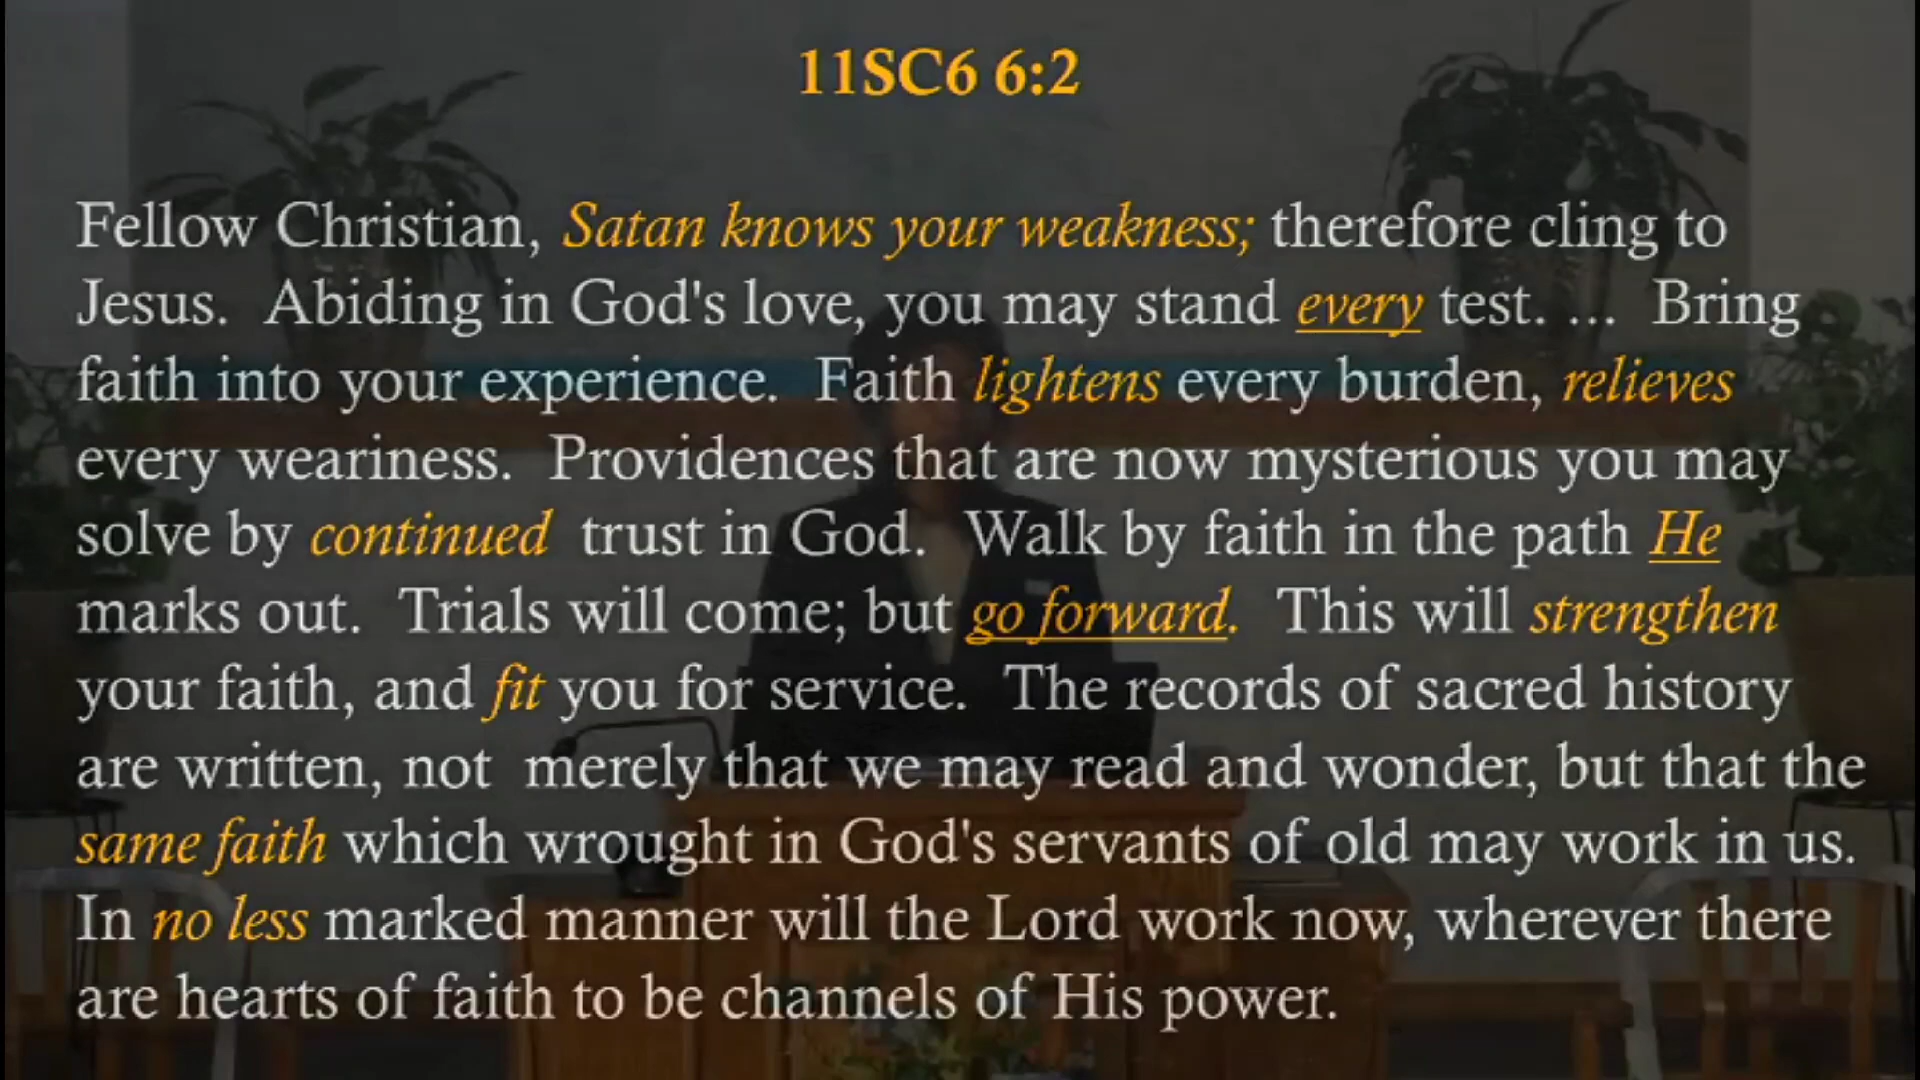 11SC6 6:2
Fellow Christian, Satan knows your weakness; therefore cling to
Jesus. Abiding in God's love, you may stand every test. ... Bring
faith into your experience. Faith lightens every burden, relieves
every weariness. Providences that are now mysterious you may
solve by continued trust in God. Walk by faith in the path He
marks out. Trials will come; but go forward. This will strengthen
your faith, and fit you for service. The records of sacred history
are written, not merely that we may read and wonder, but that the
same faith which wrought in God's servants of old may work in us.
In no less marked manner will the Lord work now, wherever there
are hearts of faith to be channels of His power.